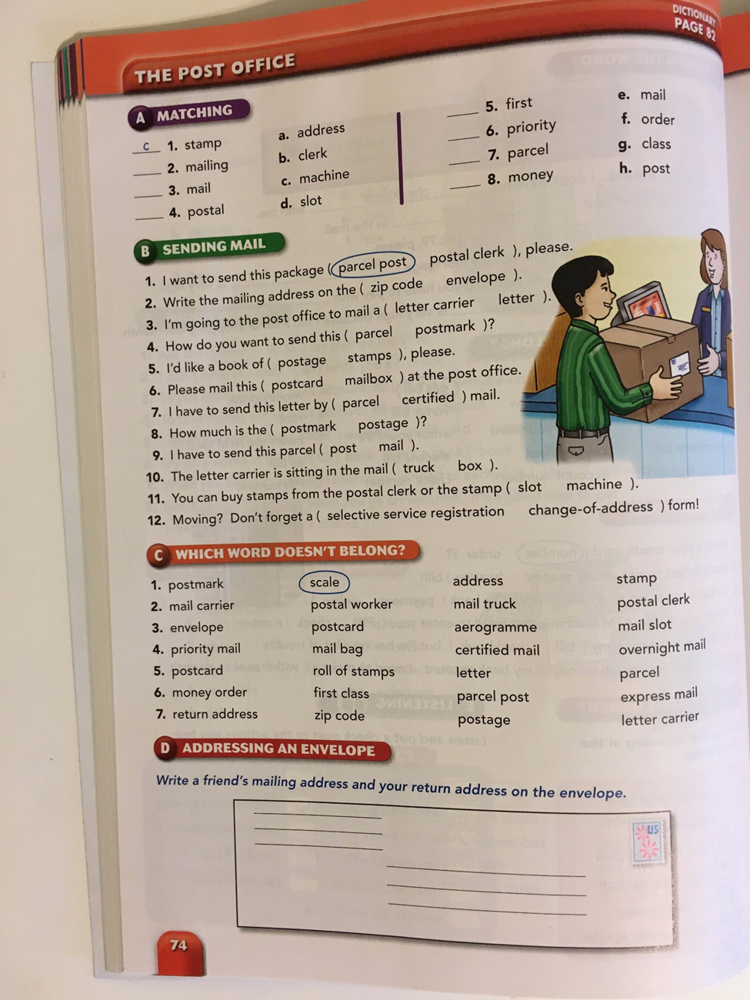 DICTIONARY
PAGE 82
THE POST OFFICE
A MATCHING
c 1. stamp
2. mailing
3. mail
4. postal
a. address
b. clerk
c. machine
d. slot
5. first
6. priority
7. parcel
8. money
e. mail
f. order
g. class
h. post
B SENDING MAIL
1. I want to send this package ( parcel post postal clerk ), please.
2. Write the mailing address on the ( zip code envelope ).
3. I'm going to the post office to mail a ( letter carrier letter ).
4. How do you want to send this ( parcel postmark )?
5. I'd like a book of ( postage stamps ), please.
6. Please mail this ( postcard mailbox ) at the post office.
7. I have to send this letter by ( parcel certified ) mail.
8. How much is the ( postmark postage )?
9. I have to send this parcel ( post mail ).
10. The letter carrier is sitting in the mail ( truck box ).
11. You can buy stamps from the postal clerk or the stamp ( slot machine ).
12. Moving? Don't forget a ( selective service registration change-of-address ) form!
C WHICH WORD DOESN'T BELONG?
1. postmark scale address stamp
2. mail carrier postal worker mail truck postal clerk
3. envelope postcard aerogramme mail slot
4. priority mail mail bag certified mail overnight mail
5. postcard roll of stamps letter parcel
6. money order first class parcel post express mail
7. return address zip code postage letter carrier
D ADDRESSING AN ENVELOPE
Write a friend's mailing address and your return address on the envelope.
US
74